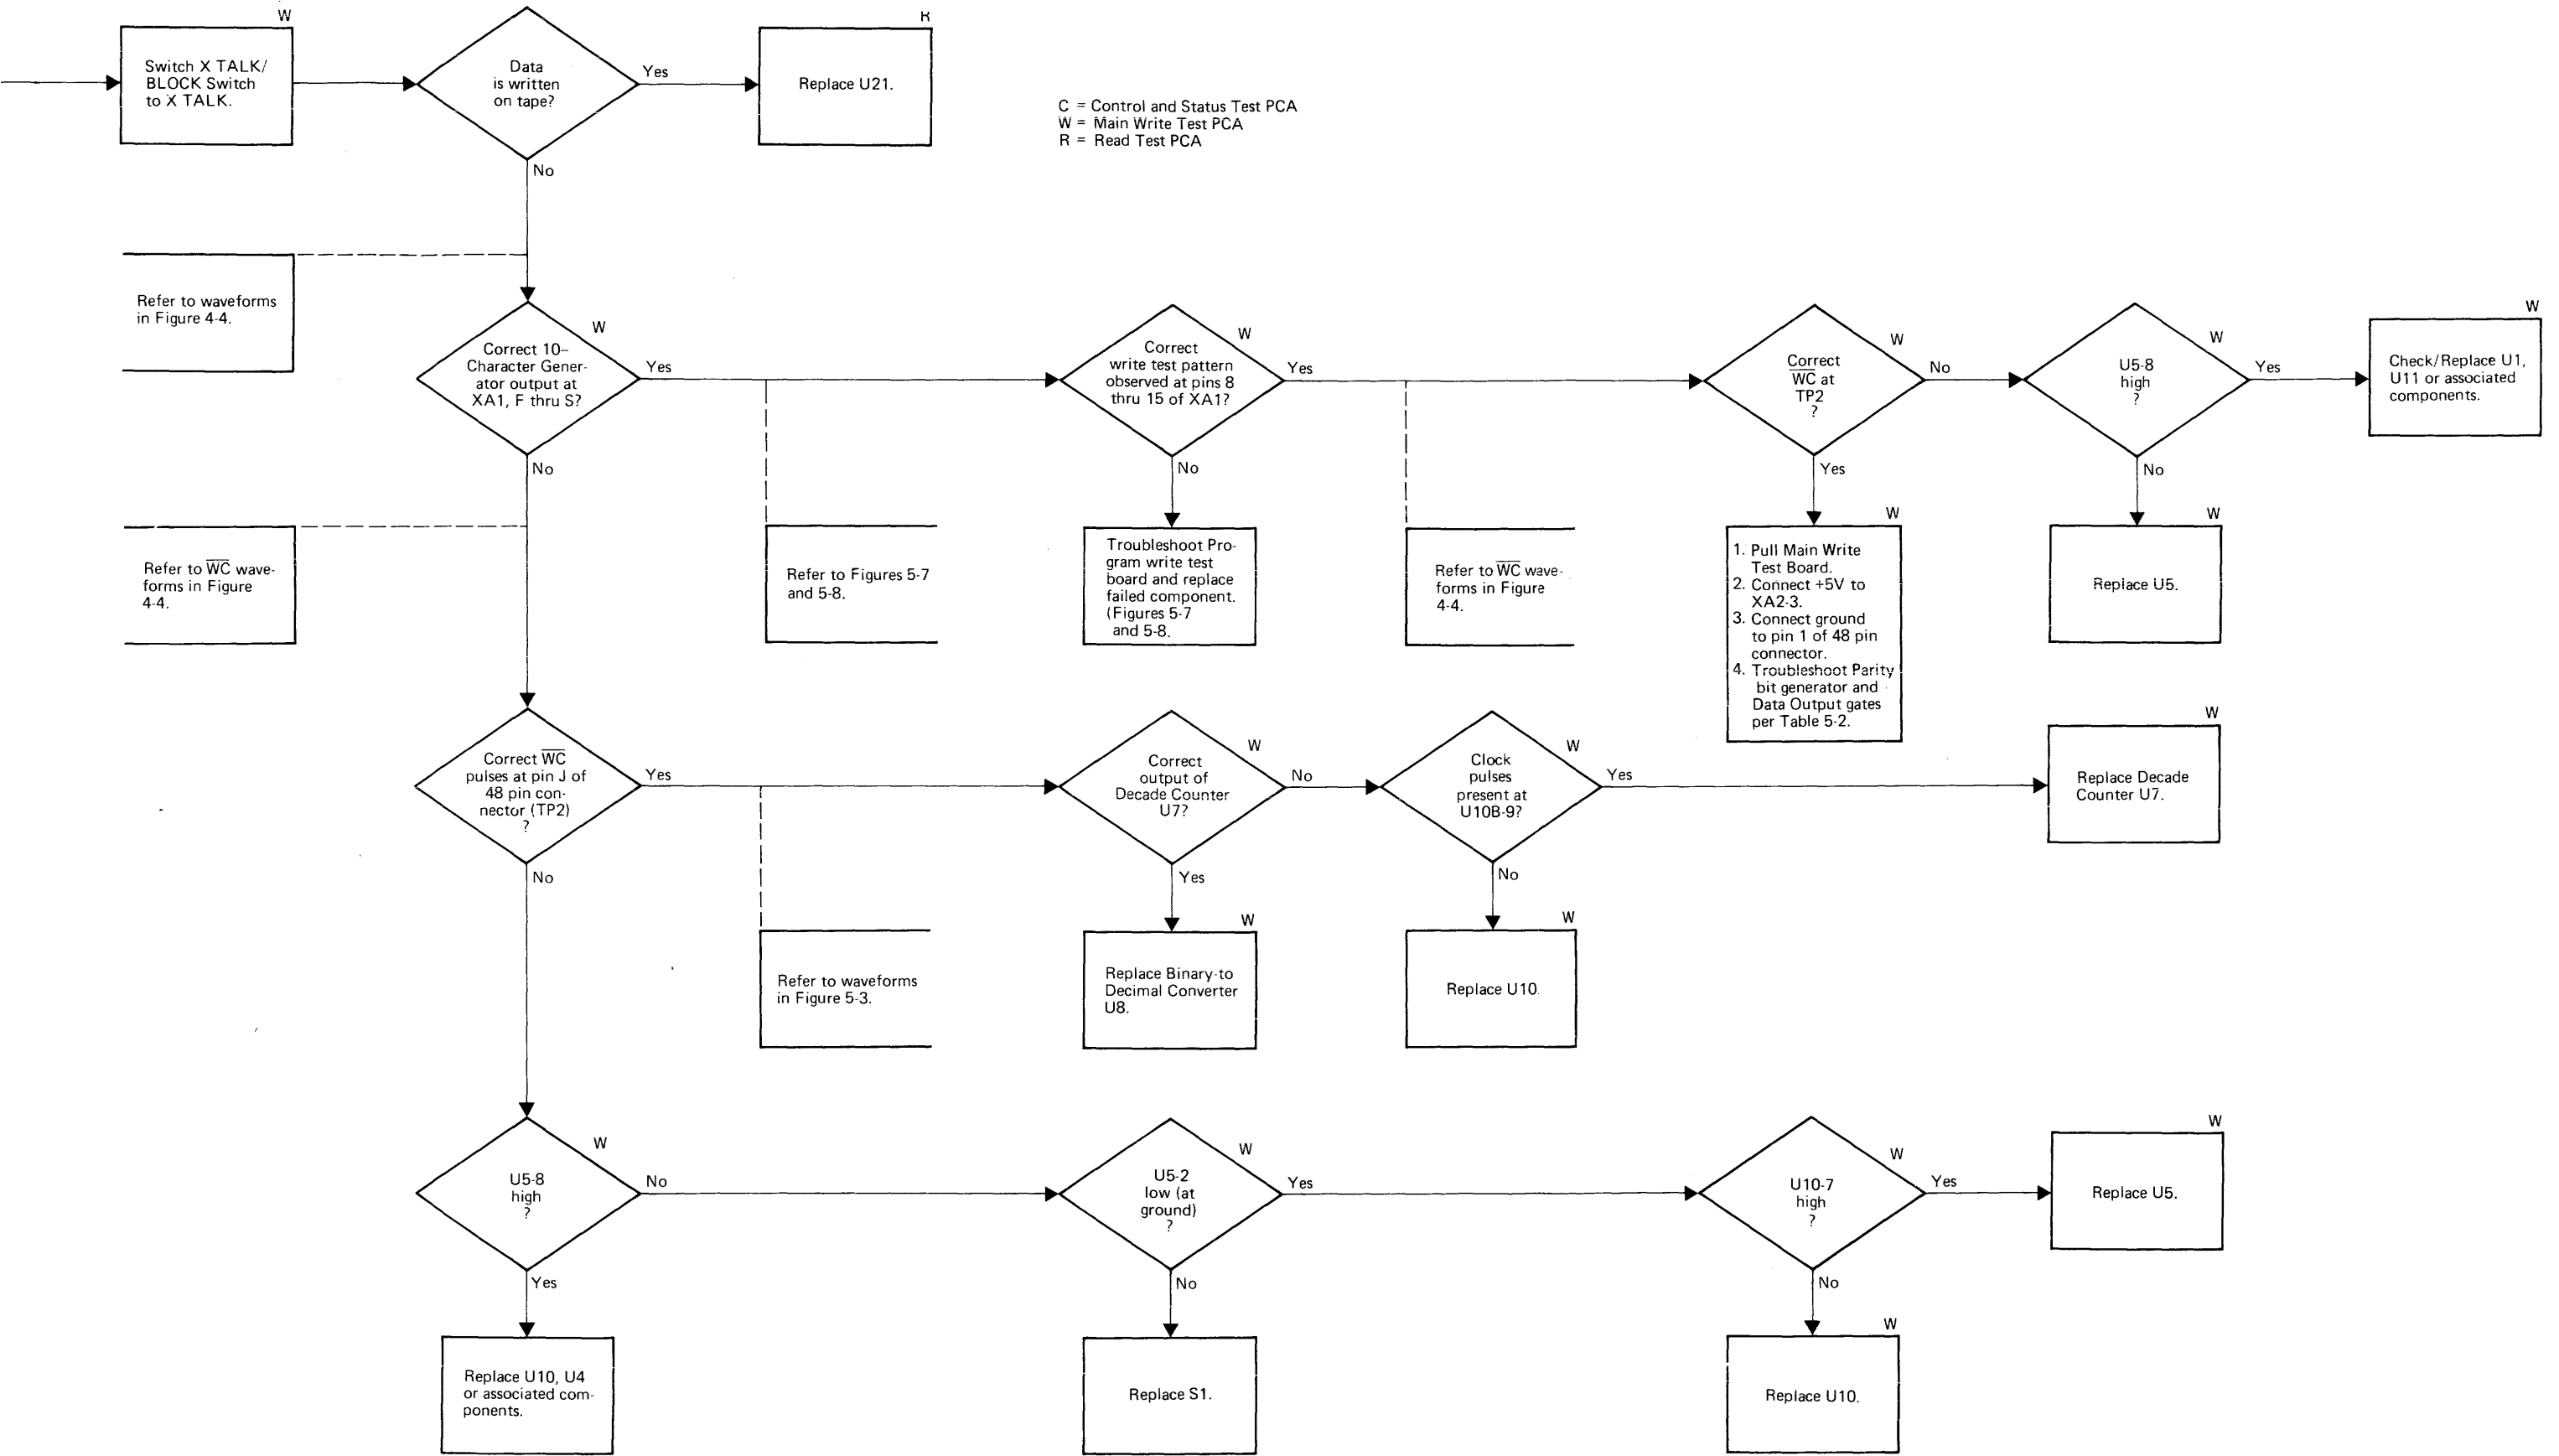 W
Switch X TALK/
BLOCK Switch
to X TALK.
Data
is written
on tape?
Yes
R
Replace U21.
C = Control and Status Test PCA
W = Main Write Test PCA
R = Read Test PCA
No
Refer to waveforms
in Figure 4-4.
W
Correct 10–
Character Gener-
ator output at
XA1, F thru S?
Yes
W
Correct
write test pattern
observed at pins 8
thru 15 of XA1?
Yes
W
Correct
WC at
TP2
?
No
W
U5-8
high
?
Yes
W
Check/Replace U1,
U11 or associated
components.
No
No
Yes
No
Refer to WC wave-
forms in Figure
4-4.
Refer to Figures 5-7
and 5-8.
Troubleshoot Pro-
gram write test
board and replace
failed component.
(Figures 5-7
and 5-8.
Refer to WC wave-
forms in Figure
4-4.
W
1. Pull Main Write
Test Board.
2. Connect +5V to
XA2-3.
3. Connect ground
to pin 1 of 48 pin
connector.
4. Troubleshoot Parity
bit generator and
Data Output gates
per Table 5-2.
W
Replace U5.
Correct WC
pulses at pin J of
48 pin con-
nector (TP2)
?
Yes
W
Correct
output of
Decade Counter
U7?
No
W
Clock
pulses
present at
U10B-9?
Yes
W
Replace Decade
Counter U7.
No
Yes
No
Refer to waveforms
in Figure 5-3.
W
Replace Binary-to
Decimal Converter
U8.
W
Replace U10.
W
U5-8
high
?
No
W
U5-2
low (at
ground)
?
Yes
W
U10-7
high
?
Yes
W
Replace U5.
Yes
No
No
Replace U10, U4
or associated com-
ponents.
Replace S1.
W
Replace U10.